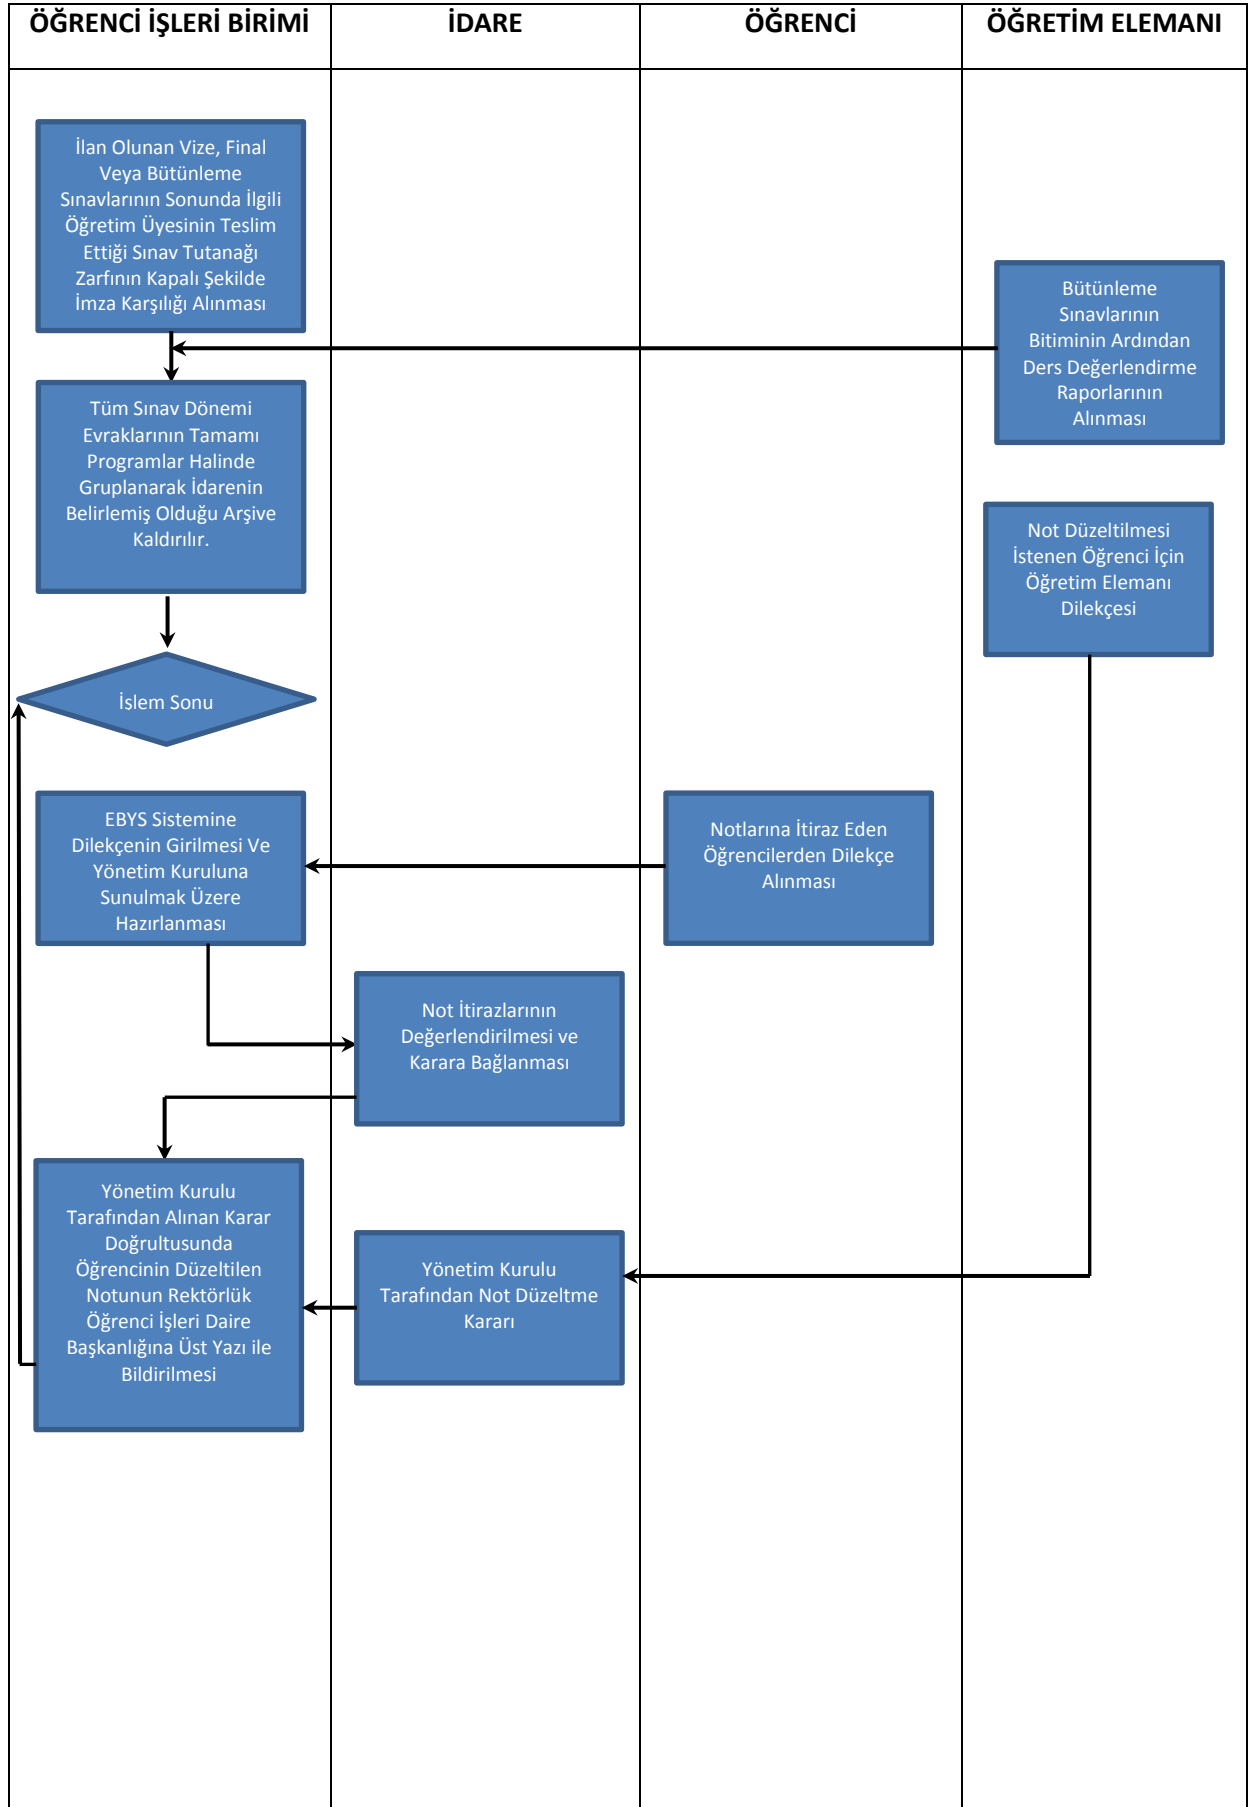 ÖĞRENCİ İŞLERİ BİRİMİ
İDARE
ÖĞRENCİ
ÖĞRETİM ELEMANI
İlan Olunan Vize, Final
Veya Bütünleme
Sınavlarının Sonunda İlgili
Öğretim Üyesinin Teslim
Ettiği Sınav Tutanağı
Zarfının Kapalı Şekilde
İmza Karşılığı Alınması
Bütünleme
Sınavlarının
Bitiminin Ardından
Ders Değerlendirme
Raporlarının
Alınması
Tüm Sınav Dönemi
Evraklarının Tamamı
Programlar Halinde
Gruplanarak İdarenin
Belirlemiş Olduğu Arşive
Kaldırılır.
Not Düzeltilmesi
İstenen Öğrenci İçin
Öğretim Elemanı
Dilekçesi
İşlem Sonu
EBYS Sistemine
Dilekçenin Girilmesi Ve
Yönetim Kuruluna
Sunulmak Üzere
Hazırlanması
Notlarına İtiraz Eden
Öğrencilerden Dilekçe
Alınması
Not İtirazlarının
Değerlendirilmesi ve
Karara Bağlanması
Yönetim Kurulu
Tarafından Alınan Karar
Doğrultusunda
Öğrencinin Düzeltilen
Notunun Rektörlük
Öğrenci İşleri Daire
Başkanlığına Üst Yazı ile
Bildirilmesi
Yönetim Kurulu
Tarafından Not Düzeltme
Kararı